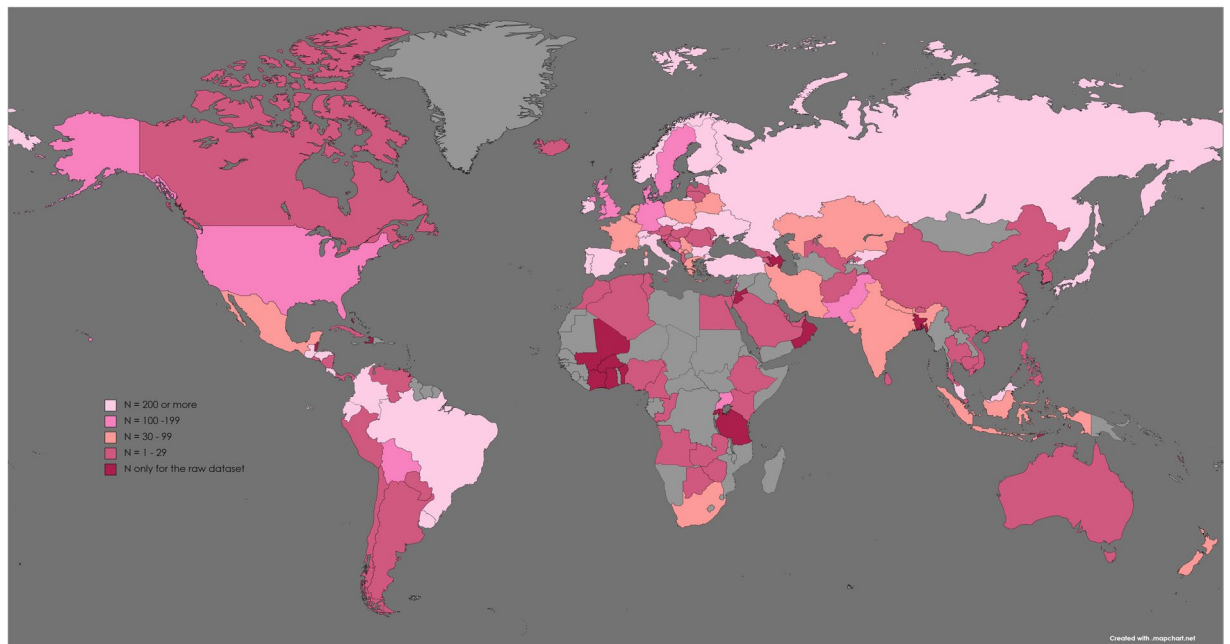 N = 200 or more
N = 100 -199
N = 30 - 99
N = 1 - 29
N only for the raw dataset
Created with .mapchart.net